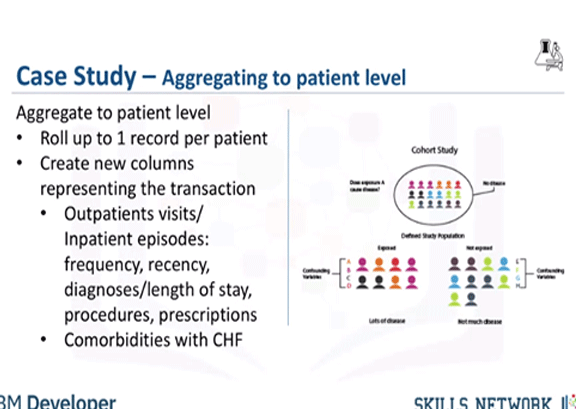 Case Study – Aggregating to patient level
Aggregate to patient level
• Roll up to 1 record per patient
• Create new columns
representing the transaction
• Outpatients visits/
Inpatient episodes:
frequency, recency,
diagnoses/length of stay,
procedures, prescriptions
• Comorbidities with CHF
Cohort Study
Does exposure A
cause disease?
No disease
Defined Study Population
Exposed
Not exposed
Confounding
Variables
A
B
C
D
Confounding
Variables
Lots of disease
Not much disease
BM Developer
SKILLS NETWORK